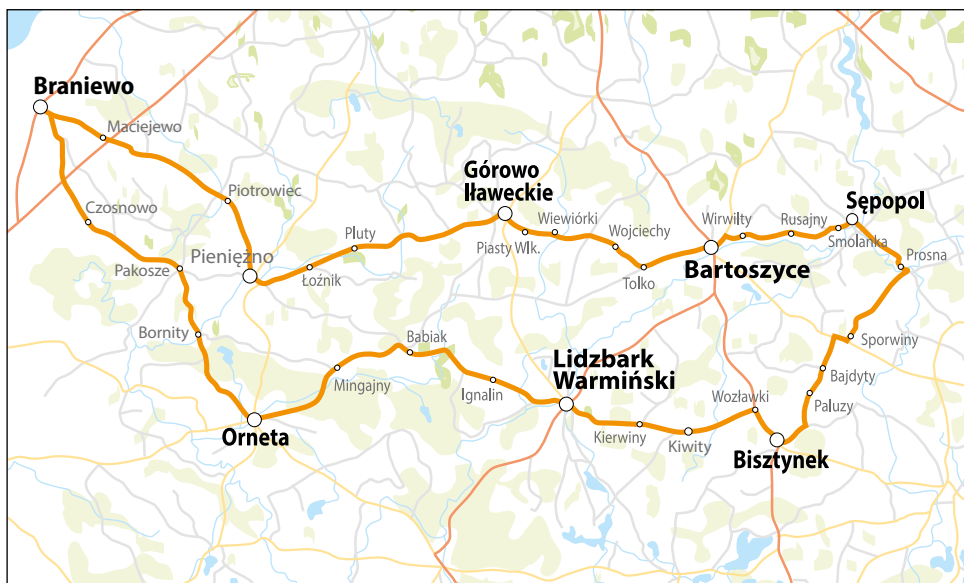 Braniewo
Maciejewo
Piotrowiec
Czosnowo
Pieniężno
Pakosze
Łoźnik
Pluty
Górowo
Iławeckie
Wiewiórki
Piasty Wlk.
Wojciechy
Tolko
Wirwilty
Bartoszyce
Rusajny
Sępopol
Smolanka
Prosna
Bornity
Babiak
Mingajny
Ignalin
Orneta
Lidzbark
Warmiński
Kierwiny
Kiwity
Wozławki
Bisztynek
Sporwiny
Bajdyty
Paluzy